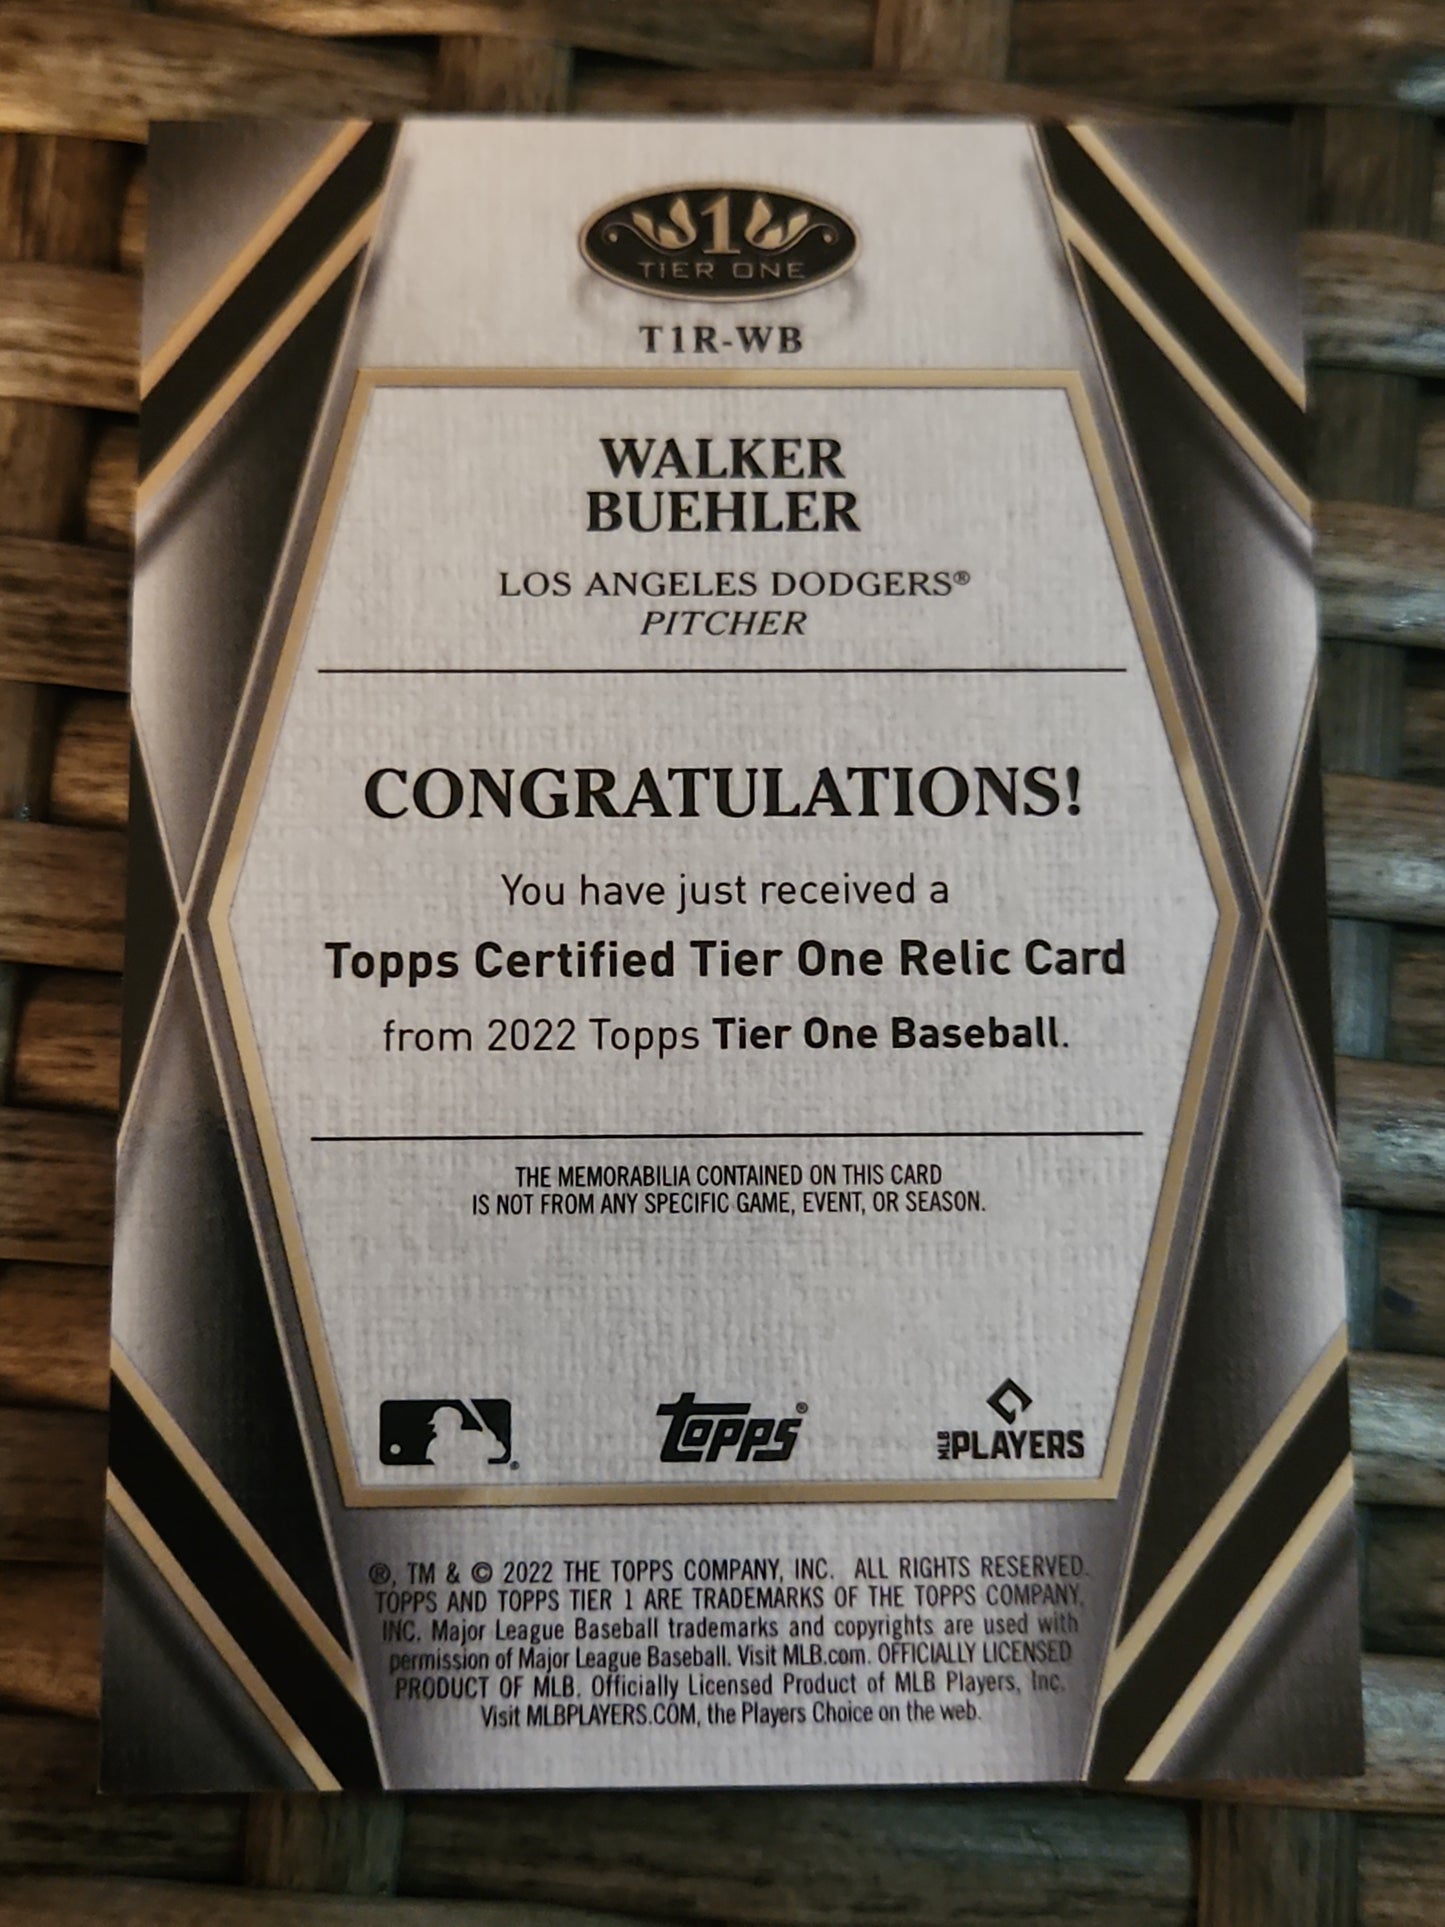 1
TIER ONE
T1R-WB
WALKER
BUEHLER
LOS ANGELES DODGERS®
PITCHER
CONGRATULATIONS!
You have just received a
Topps Certified Tier One Relic Card
from 2022 Topps Tier One Baseball.
THE MEMORABILIA CONTAINED ON THIS CARD
IS NOT FROM ANY SPECIFIC GAME, EVENT, OR SEASON.
topps® MLB PLAYERS
®, TM & © 2022 THE TOPPS COMPANY, INC. ALL RIGHTS RESERVED.
TOPPS AND TOPPS TIER 1 ARE TRADEMARKS OF THE TOPPS COMPANY,
INC. Major League Baseball trademarks and copyrights are used with
permission of Major League Baseball. Visit MLB.com. OFFICIALLY LICENSED
PRODUCT OF MLB. Officially Licensed Product of MLB Players, Inc.
Visit MLBPLAYERS.COM, the Players Choice on the web.